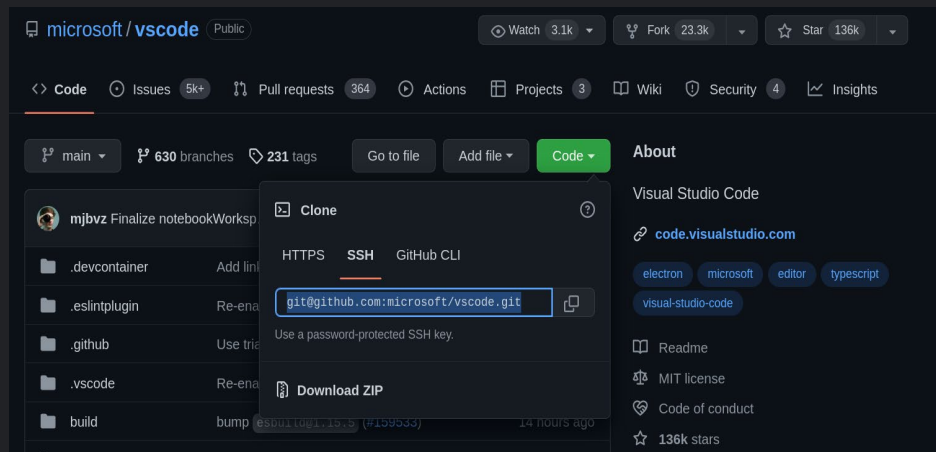 microsoft / vscode Public
Watch 3.1k Fork 23.3k Star 136k
Code Issues 5k+ Pull requests 364 Actions Projects 3 Wiki Security 4 Insights
main 630 branches 231 tags Go to file Add file Code
mjbvz Finalize notebookWorksp
.devcontainer Add lin
.eslintplugin Re-ena
.github Use tria
.vscode Re-ena
build bump esbuild@1.15.5 (#159533) 14 hours ago
Clone
HTTPS SSH GitHub CLI
git@github.com:microsoft/vscode.git
Use a password-protected SSH key.
Download ZIP
About
Visual Studio Code
code.visualstudio.com
electron microsoft editor typescript
visual-studio-code
Readme
MIT license
Code of conduct
136k stars